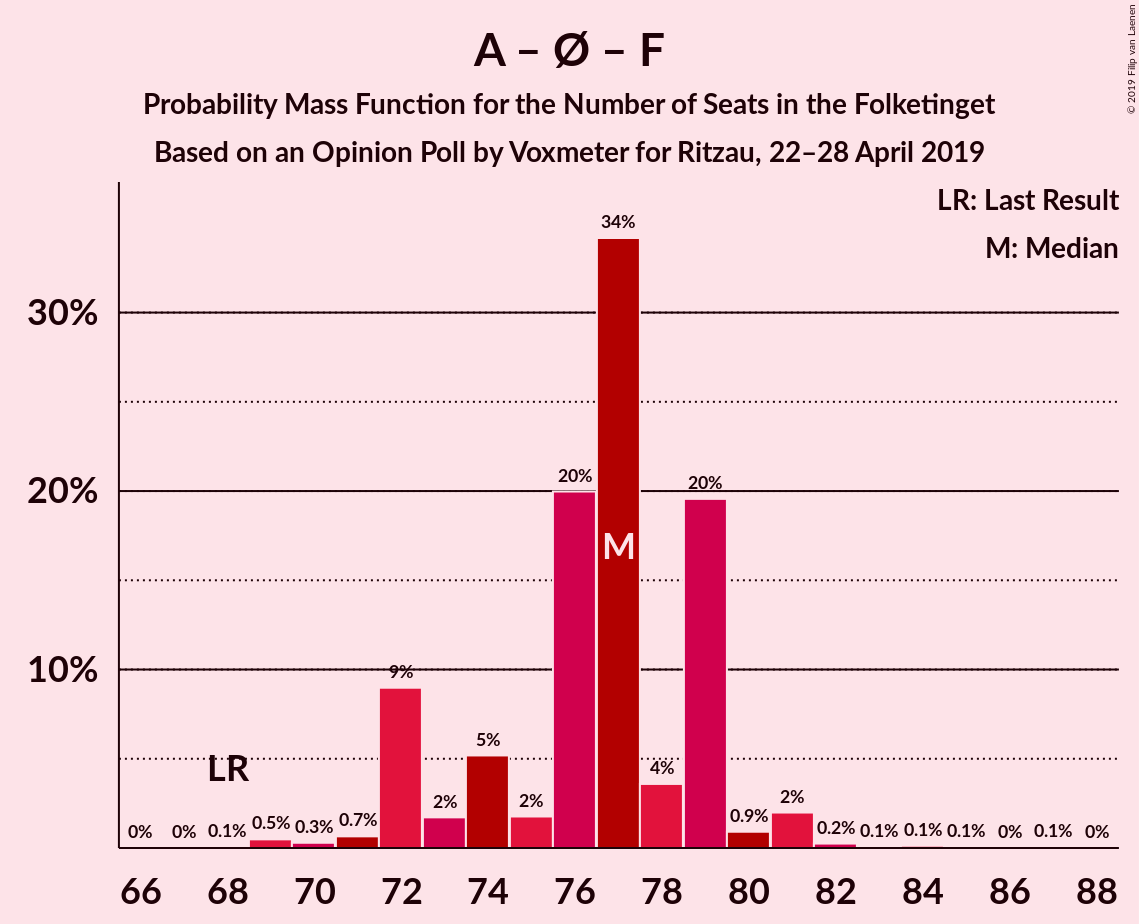 A – Ø – F
Probability Mass Function for the Number of Seats in the Folketinget
Based on an Opinion Poll by Voxmeter for Ritzau, 22–28 April 2019
© 2019 Filip van Laenen
LR: Last Result
M: Median
30%
20%
10%
0% 0% 0.1% 0.5% 0.3% 0.7% 9% 2% 5% 2% 20% 34% 4% 20% 0.9% 2% 0.2% 0.1% 0.1% 0.1% 0% 0.1% 0%
LR
M
66 68 70 72 74 76 78 80 82 84 86 88